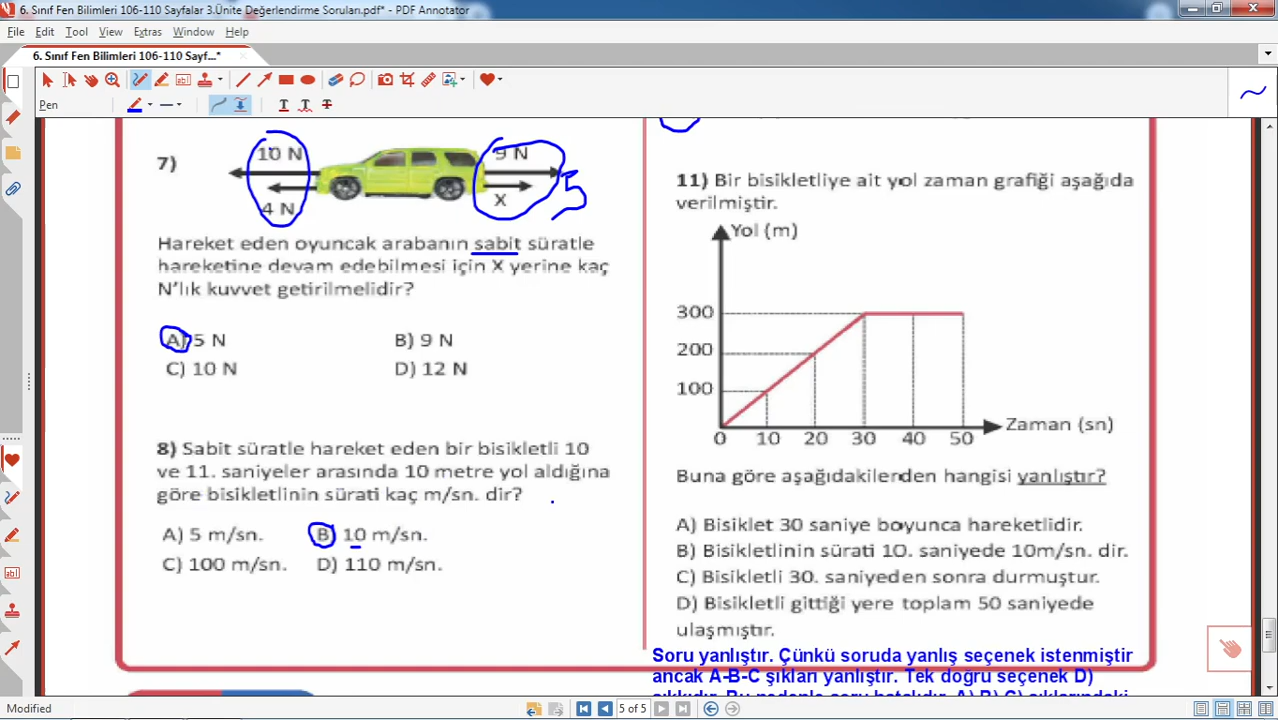 6. Sınıf Fen Bilimleri 106-110 Sayfalar 3.Ünite Değerlendirme Soruları.pdf* - PDF Annotator
File Edit Tool View Extras Window Help
6. Sınıf Fen Bilimleri 106-110 Sayf...*
Pen
7)
10 N
4 N
9 N
X
5
Hareket eden oyuncak arabanın sabit süratle
hareketine devam edebilmesi için X yerine kaç
N'lık kuvvet getirilmelidir?
A) 5 N B) 9 N
C) 10 N D) 12 N
8) Sabit süratle hareket eden bir bisikletli 10
ve 11. saniyeler arasında 10 metre yol aldığına
göre bisikletlinin sürati kaç m/sn. dir?
A) 5 m/sn. B) 10 m/sn.
C) 100 m/sn. D) 110 m/sn.
11) Bir bisikletliye ait yol zaman grafiği aşağıda
verilmiştir.
Yol (m)
300
200
100
0 10 20 30 40 50 Zaman (sn)
Buna göre aşağıdakilerden hangisi yanlıştır?
A) Bisiklet 30 saniye boyunca hareketlidir.
B) Bisikletlinin sürati 10. saniyede 10m/sn. dir.
C) Bisikletli 30. saniyeden sonra durmuştur.
D) Bisikletli gittiği yere toplam 50 saniyede
ulaşmıştır.
Soru yanlıştır. Çünkü soruda yanlış seçenek istenmiştir
ancak A-B-C şıkları yanlıştır. Tek doğru seçenek D)
şıkkıdır. Bu nedenle soru hatalıdır. A) B) C) şıklarındaki
Modified
5 of 5